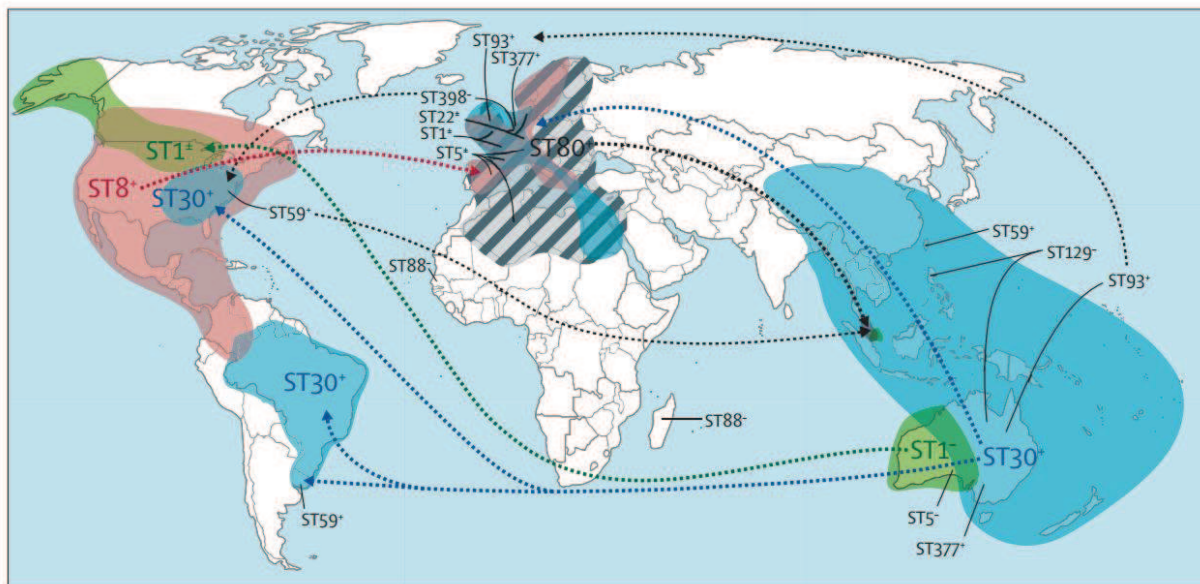 ST93⁺
ST377⁺
ST398⁻
ST22±
ST1±
ST5±
ST80⁺
ST1±
ST8⁺
ST30⁺
ST59⁻
ST88⁻
ST59⁺
ST129⁻
ST93⁺
ST30⁺
ST88⁻
ST1⁻
ST30⁺
ST59⁺
ST5⁻
ST377⁺